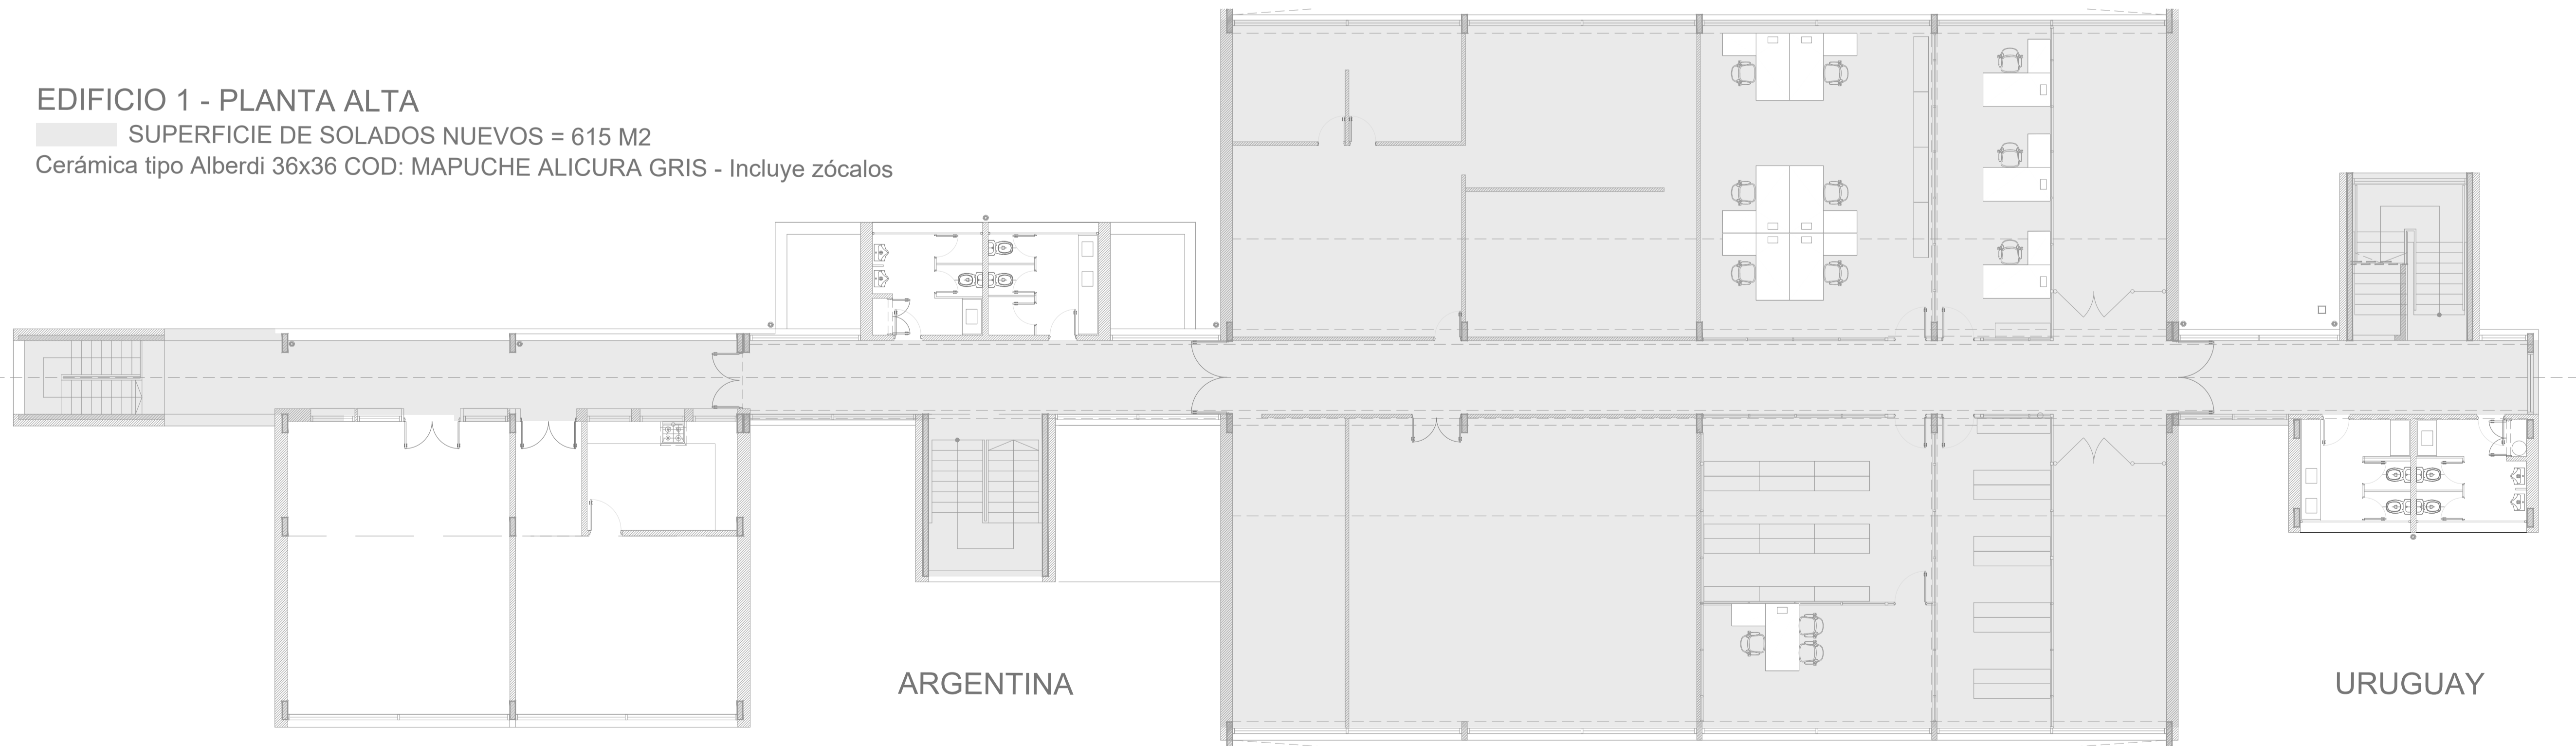 EDIFICIO 1 - PLANTA ALTA
SUPERFICIE DE SOLADOS NUEVOS = 615 M2
Cerámica tipo Alberdi 36x36 COD: MAPUCHE ALICURA GRIS - Incluye zócalos
ARGENTINA
URUGUAY